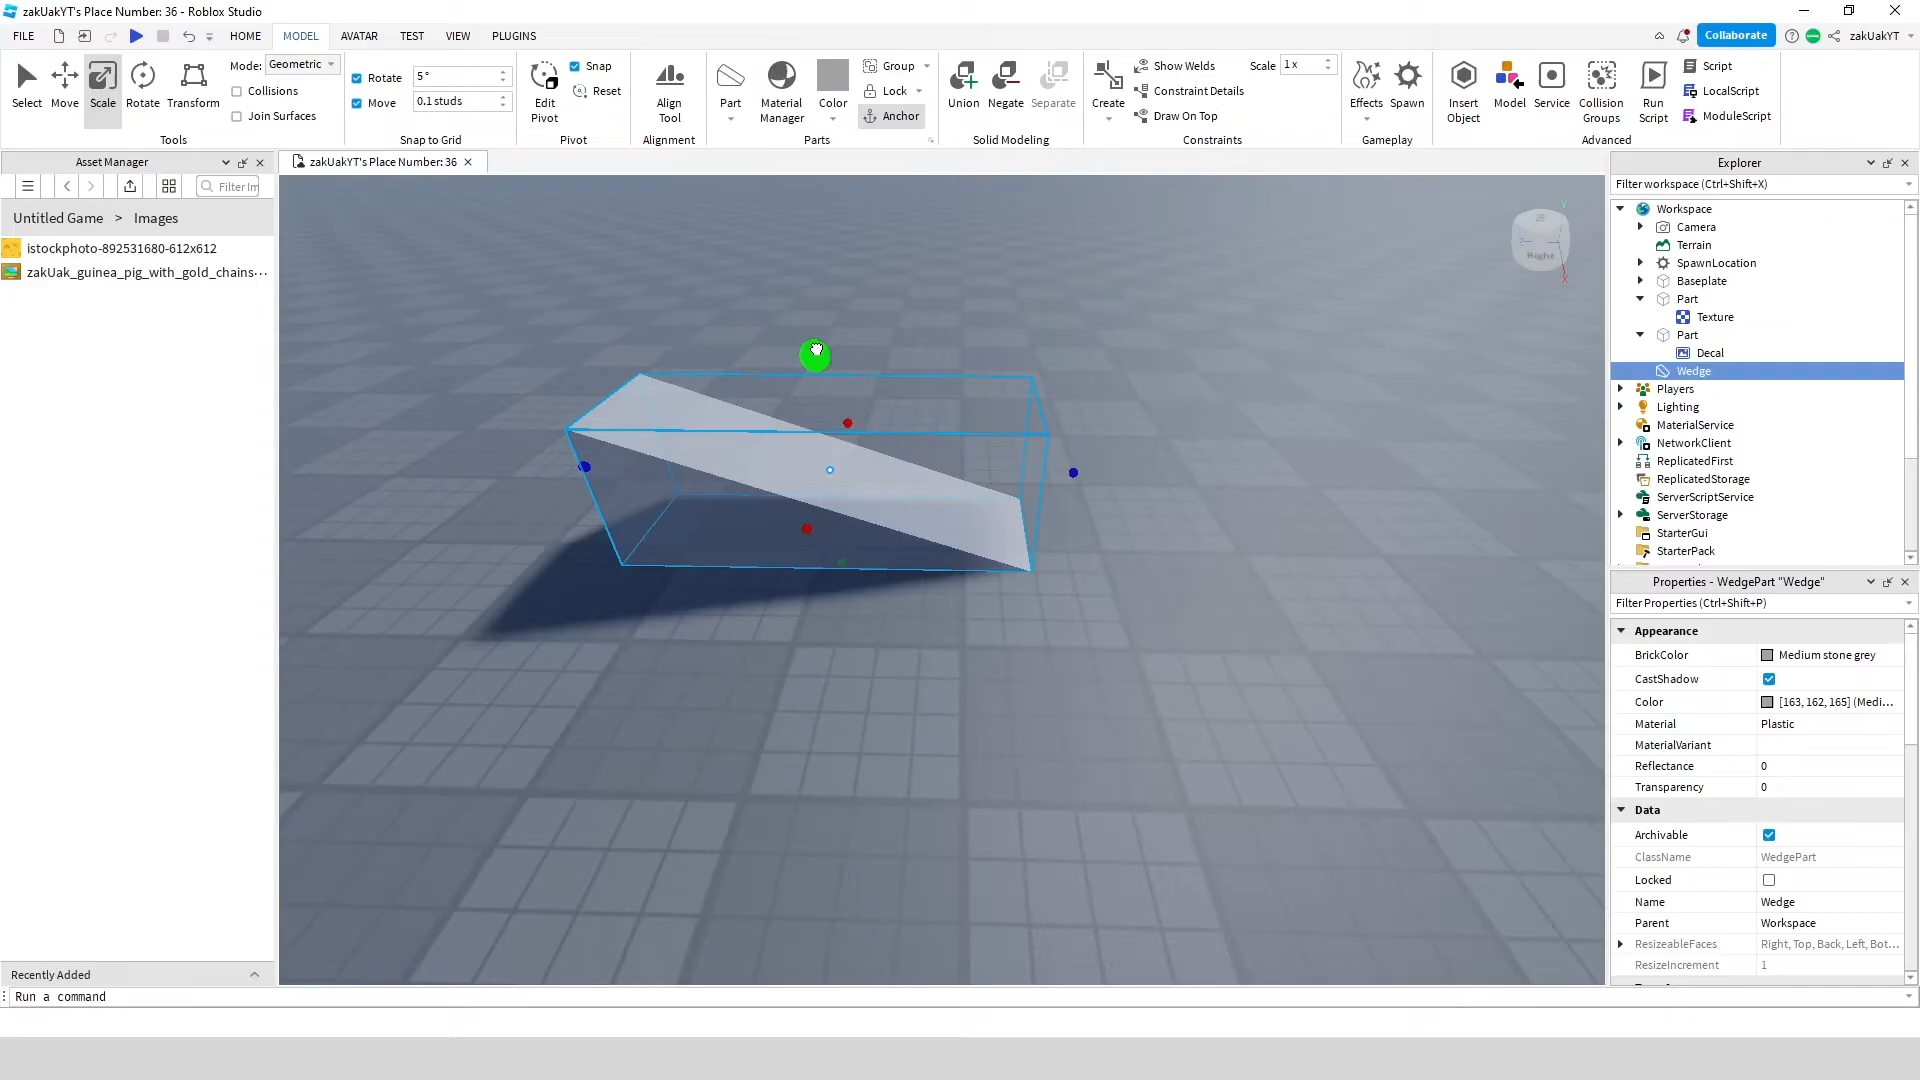 zakUakYT's Place Number: 36 - Roblox Studio
FILE HOME MODEL AVATAR TEST VIEW PLUGINS Collaborate zakUakYT
Select Move Scale Rotate Transform
Mode: Geometric
Collisions
Join Surfaces
Tools
Rotate 5°
Move 0.1 studs
Snap to Grid
Edit Pivot
Snap
Reset
Pivot
Align Tool
Alignment
Part
Material Manager
Color
Group
Lock
Anchor
Parts
Union Negate Separate
Solid Modeling
Create
Show Welds
Scale 1 x
Constraint Details
Draw On Top
Constraints
Effects Spawn
Gameplay
Insert Object
Model
Service
Collision Groups
Run Script
Script
LocalScript
ModuleScript
Advanced
Asset Manager
Filter Im
Untitled Game > Images
istockphoto-892531680-612x612
zakUak_guinea_pig_with_gold_chains···
Recently Added
Run a command
zakUakYT's Place Number: 36
Z
Right
Y
X
Explorer
Filter workspace (Ctrl+Shift+X)
Workspace
Camera
Terrain
SpawnLocation
Baseplate
Part
Texture
Part
Decal
Wedge
Players
Lighting
MaterialService
NetworkClient
ReplicatedFirst
ReplicatedStorage
ServerScriptService
ServerStorage
StarterGui
StarterPack
Properties - WedgePart "Wedge"
Filter Properties (Ctrl+Shift+P)
Appearance
BrickColor Medium stone grey
CastShadow
Color [163, 162, 165] (Medi...
Material Plastic
MaterialVariant
Reflectance 0
Transparency 0
Data
Archivable
ClassName WedgePart
Locked
Name Wedge
Parent Workspace
ResizeableFaces Right, Top, Back, Left, Bot...
ResizeIncrement 1